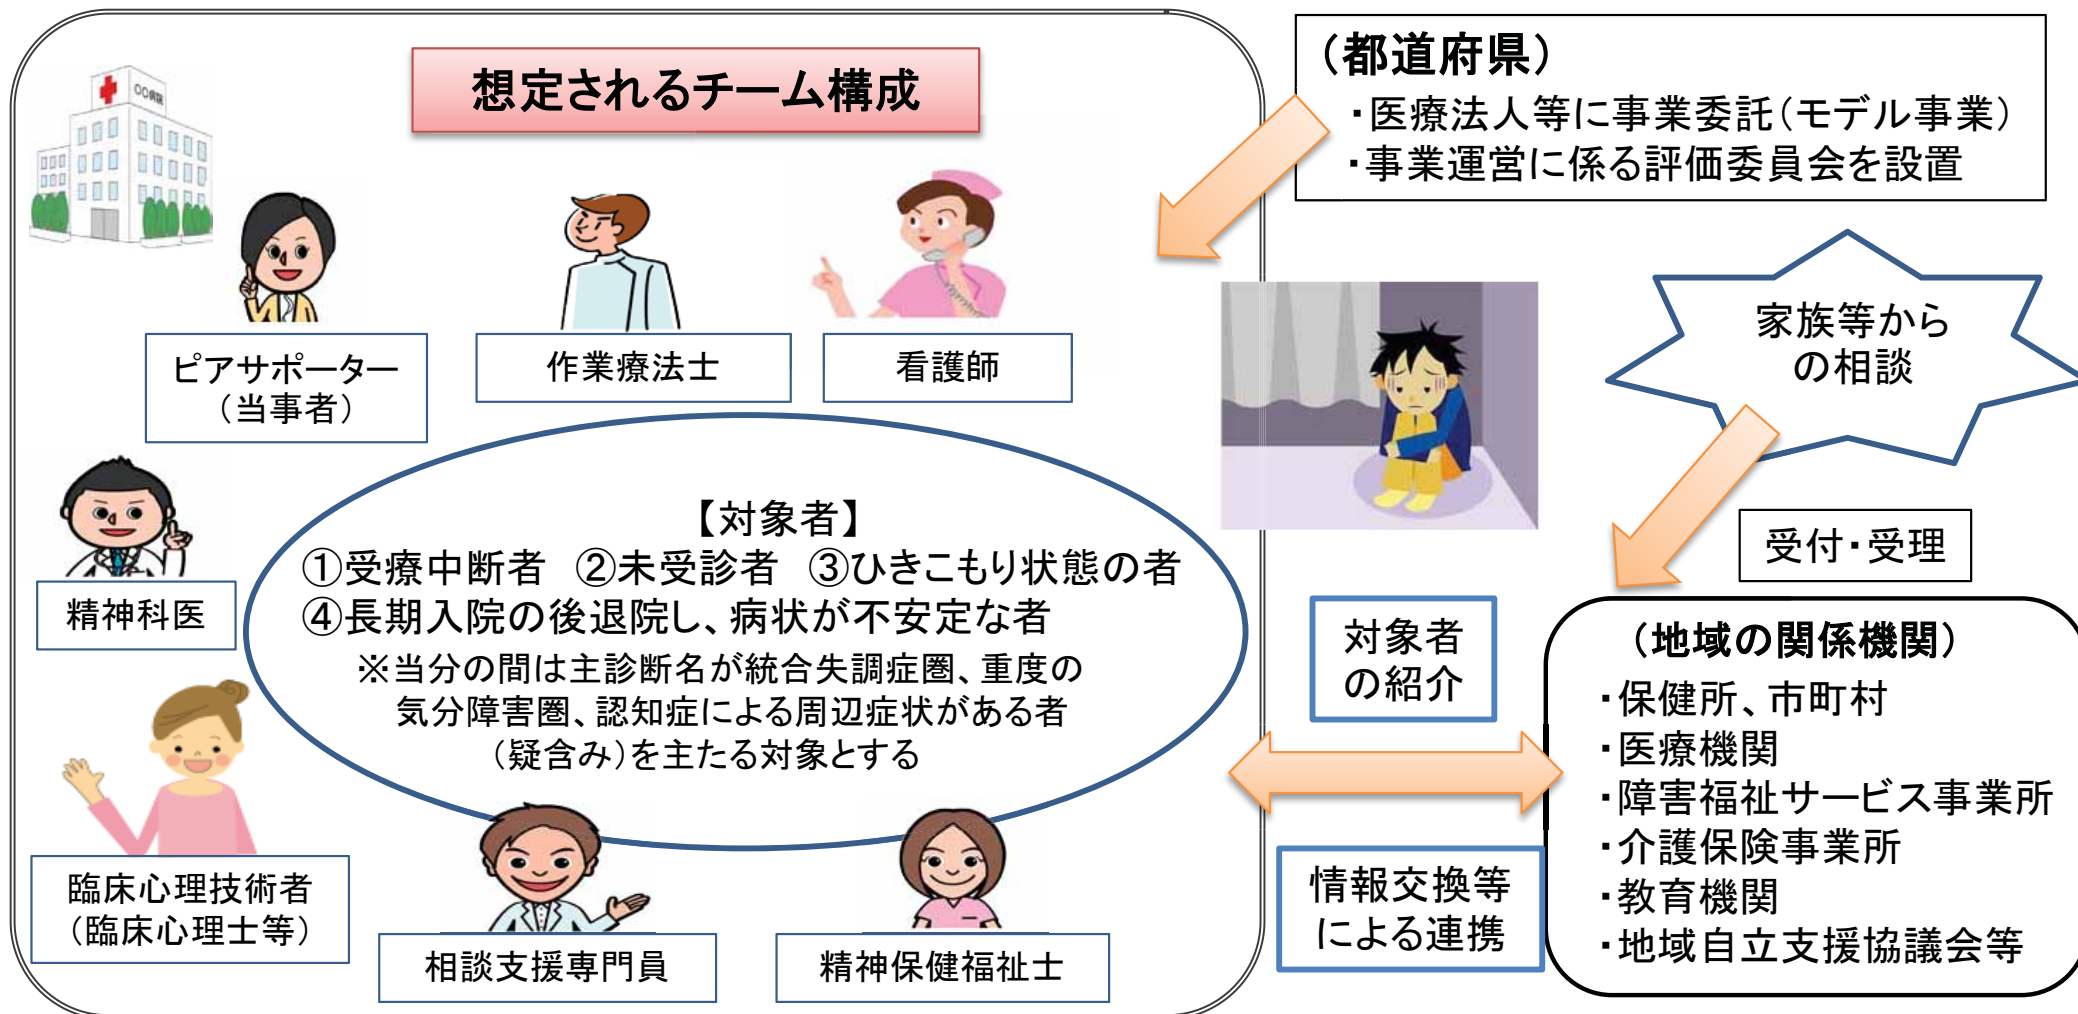 想定されるチーム構成
○○病院
ピアサポーター
（当事者）
作業療法士
看護師
精神科医
【対象者】
①受療中断者　②未受診者　③ひきこもり状態の者
④長期入院の後退院し、病状が不安定な者
※当分の間は主診断名が統合失調症圏、重度の
気分障害圏、認知症による周辺症状がある者
（疑含み）を主たる対象とする
臨床心理技術者
（臨床心理士等）
相談支援専門員
精神保健福祉士
（都道府県）
・医療法人等に事業委託（モデル事業）
・事業運営に係る評価委員会を設置
家族等から
の相談
受付・受理
対象者
の紹介
情報交換等
による連携
（地域の関係機関）
・保健所、市町村
・医療機関
・障害福祉サービス事業所
・介護保険事業所
・教育機関
・地域自立支援協議会等